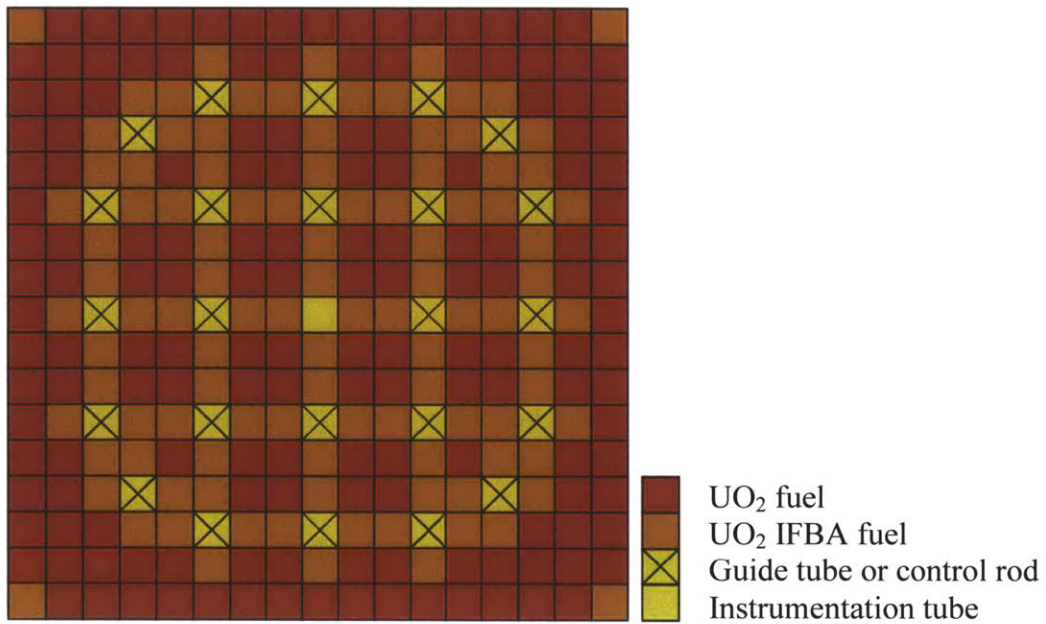 UO₂ fuel
UO₂ IFBA fuel
Guide tube or control rod
Instrumentation tube